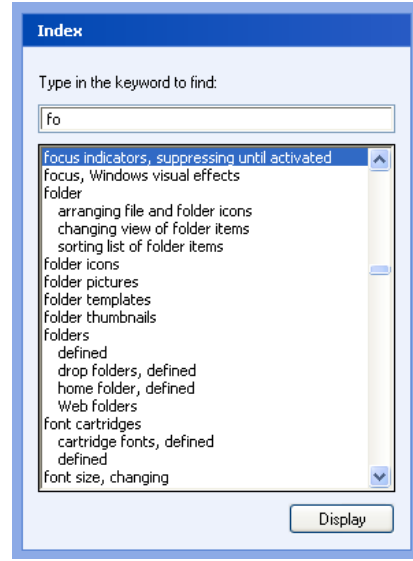 Index
Type in the keyword to find:
fo
focus indicators, suppressing until activated
focus, Windows visual effects
folder
arranging file and folder icons
changing view of folder items
sorting list of folder items
folder icons
folder pictures
folder templates
folder thumbnails
folders
defined
drop folders, defined
home folder, defined
Web folders
font cartridges
cartridge fonts, defined
defined
font size, changing
Display